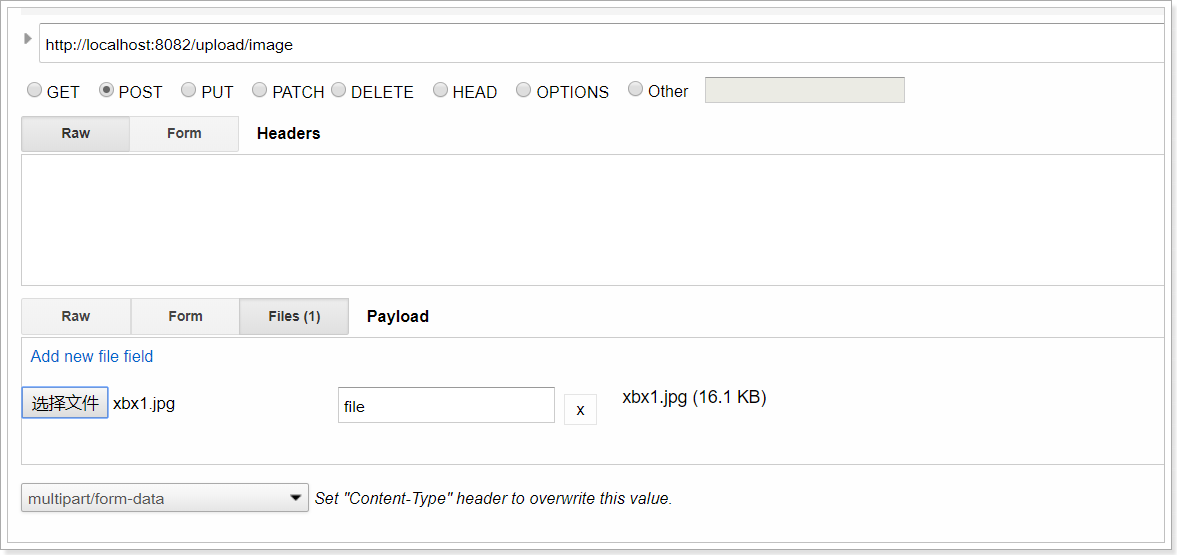 http://localhost:8082/upload/image
GET POST PUT PATCH DELETE HEAD OPTIONS Other
Raw Form Headers
Raw Form Files (1) Payload
Add new file field
选择文件 xbx1.jpg file x xbx1.jpg (16.1 KB)
multipart/form-data Set "Content-Type" header to overwrite this value.